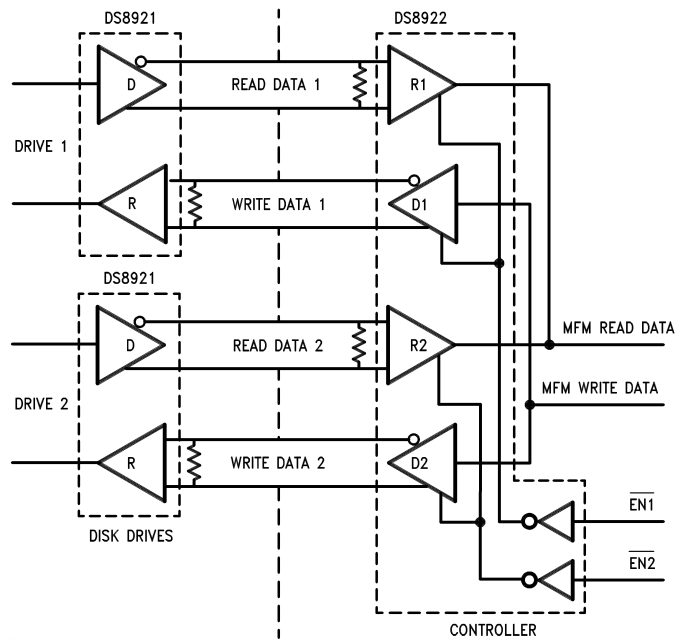 DS8921
DS8922
D
READ DATA 1
R1
DRIVE 1
R
WRITE DATA 1
D1
DS8921
D
READ DATA 2
R2
MFM READ DATA
MFM WRITE DATA
DRIVE 2
R
WRITE DATA 2
D2
EN1
DISK DRIVES
EN2
CONTROLLER